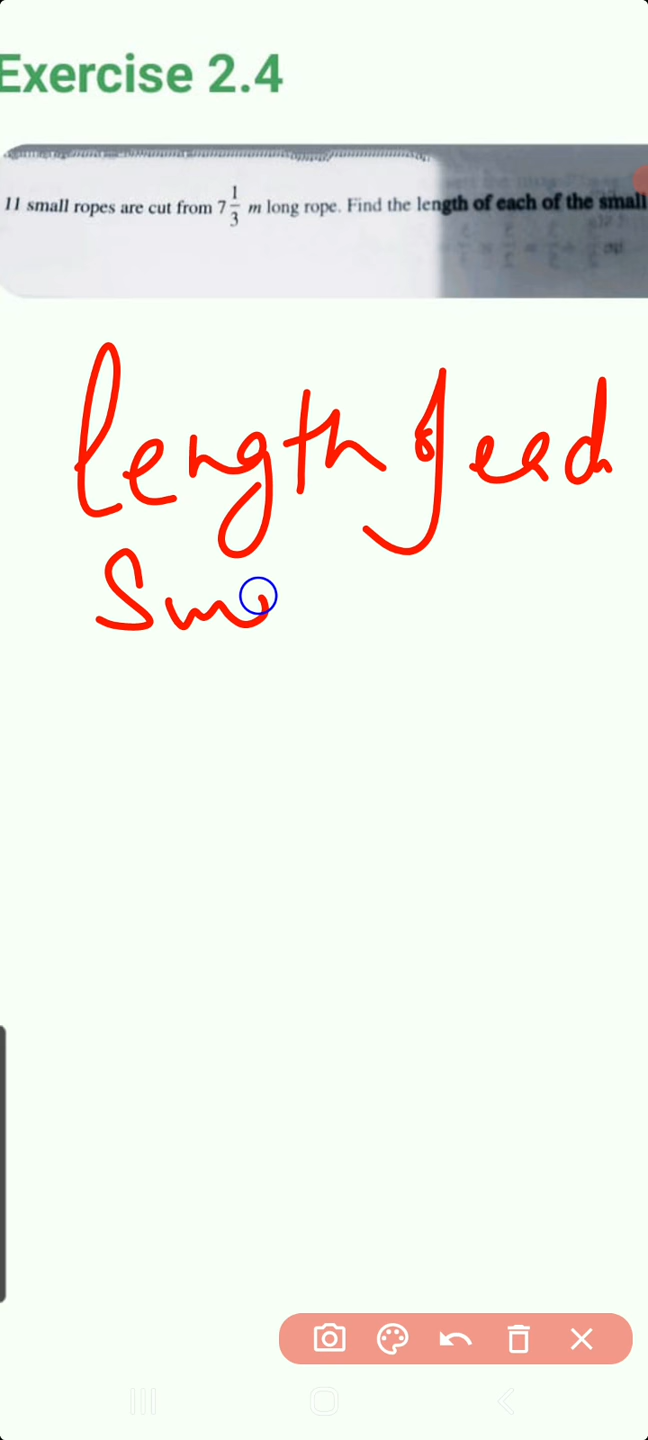 Exercise 2.4
11 small ropes are cut from 7 1/3 m long rope. Find the length of each of the small
length of each
Sma